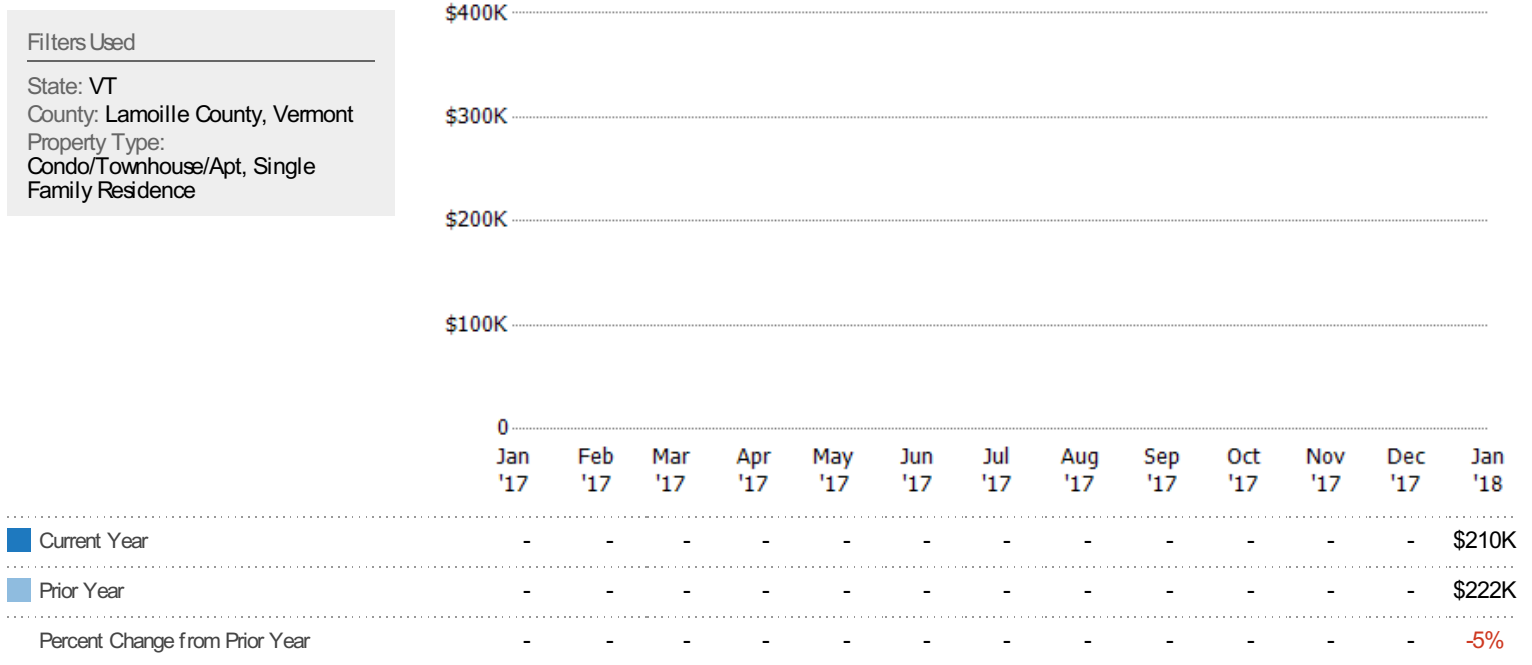 Filters Used
State: VT
County: Lamoille County, Vermont
Property Type:
Condo/Townhouse/Apt, Single
Family Residence
$400K
$300K
$200K
$100K
0
Jan Feb Mar Apr May Jun Jul Aug Sep Oct Nov Dec Jan
'17 '17 '17 '17 '17 '17 '17 '17 '17 '17 '17 '17 '18
Current Year - - - - - - - - - - - - $210K
Prior Year - - - - - - - - - - - - $222K
Percent Change from Prior Year - - - - - - - - - - - - -5%